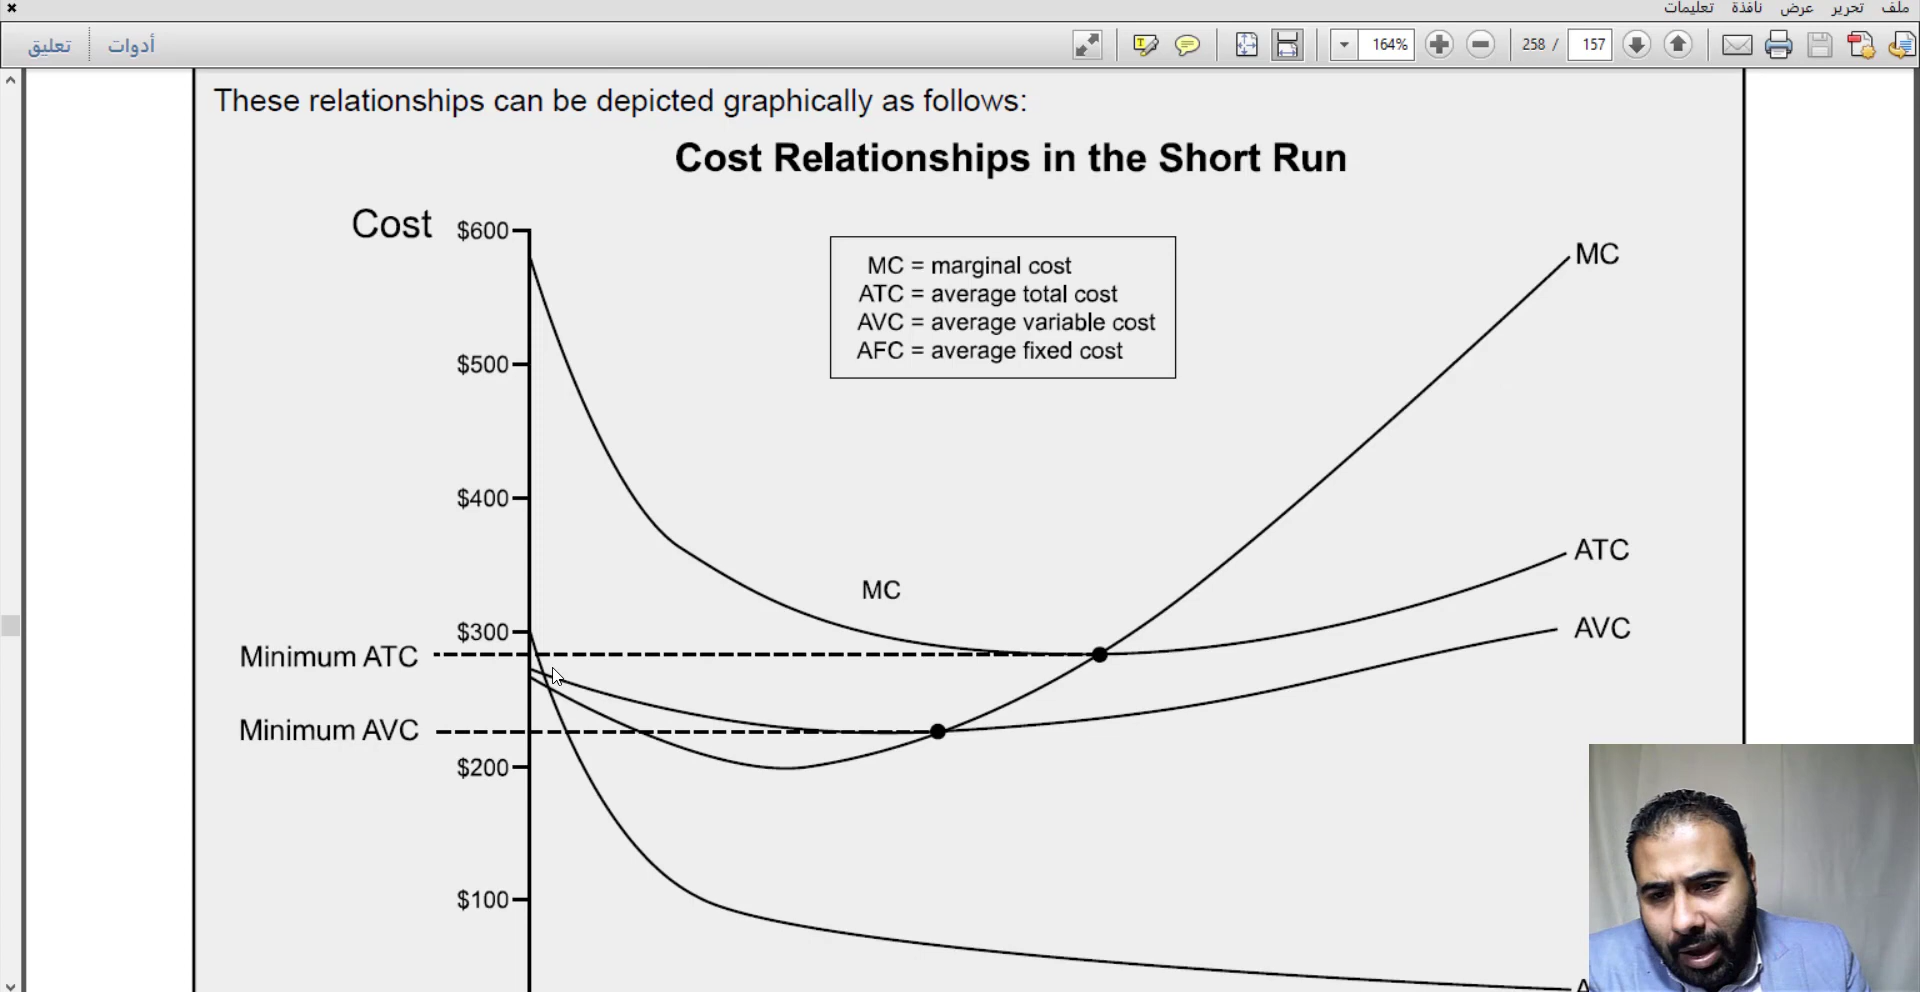 ملف تحرير عرض نافذة تعليمات
157 / 258 164% أدوات تعليق
These relationships can be depicted graphically as follows:
Cost Relationships in the Short Run
Cost
$600
MC = marginal cost
ATC = average total cost
AVC = average variable cost
AFC = average fixed cost
MC
$500
$400
ATC
MC
$300
AVC
Minimum ATC
Minimum AVC
$200
$100